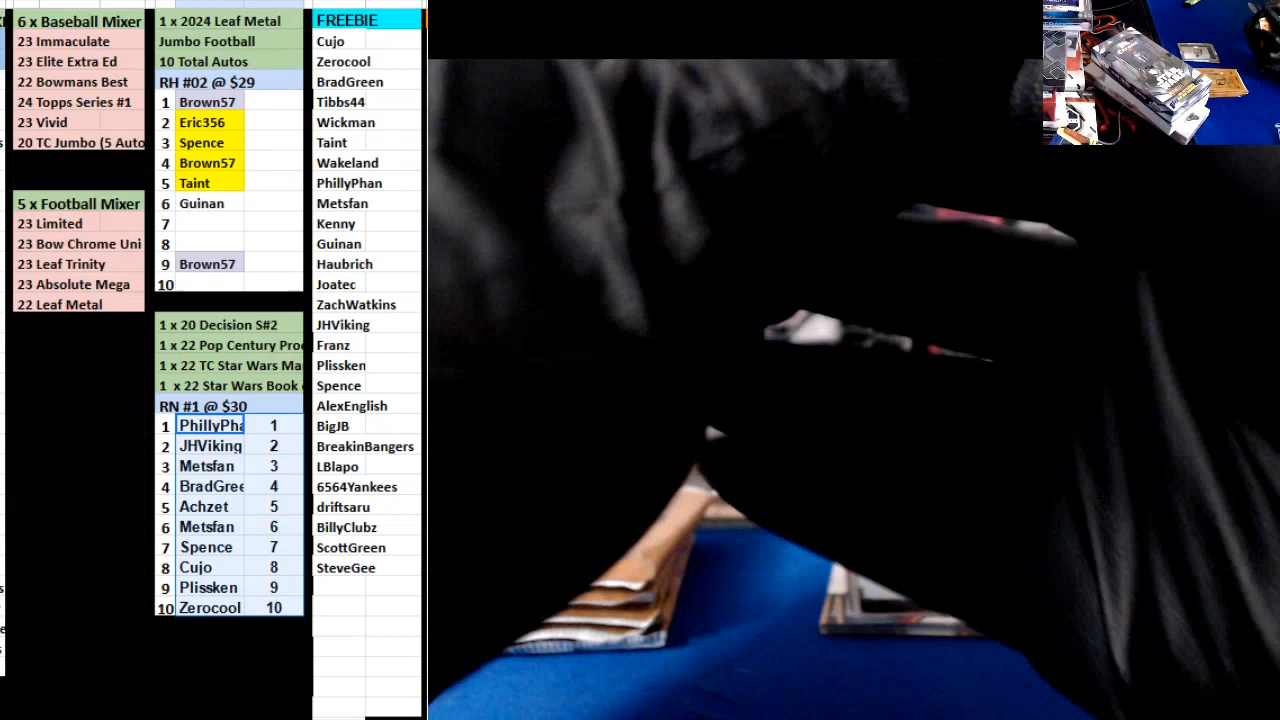 6 x Baseball Mixer
23 Immaculate
23 Elite Extra Ed
22 Bowmans Best
24 Topps Series #1
23 Vivid
20 TC Jumbo (5 Auto
5 x Football Mixer
23 Limited
23 Bow Chrome Uni
23 Leaf Trinity
23 Absolute Mega
22 Leaf Metal
1 x 2024 Leaf Metal
Jumbo Football
10 Total Autos
RH #02 @ $29
1 Brown57
2 Eric356
3 Spence
4 Brown57
5 Taint
6 Guinan
7
8
9 Brown57
10
1 x 20 Decision S#2
1 x 22 Pop Century Pro
1 x 22 TC Star Wars Ma
1 x 22 Star Wars Book
RN #1 @ $30
1 PhillyPha 1
2 JHViking 2
3 Metsfan 3
4 BradGree 4
5 Achzet 5
6 Metsfan 6
7 Spence 7
8 Cujo 8
9 Plissken 9
10 Zerocool 10
FREEBIE
Cujo
Zerocool
BradGreen
Tibbs44
Wickman
Taint
Wakeland
PhillyPhan
Metsfan
Kenny
Guinan
Haubrich
Joatec
ZachWatkins
JHViking
Franz
Plissken
Spence
AlexEnglish
BigJB
BreakinBangers
LBlapo
6564Yankees
driftsaru
BillyClubz
ScottGreen
SteveGee